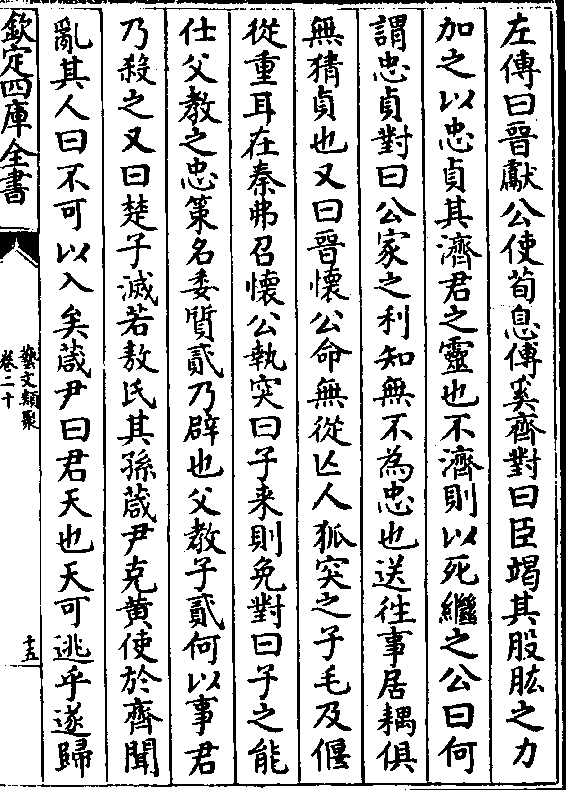 左傳曰晉獻公使荀息傅奚齊對曰臣竭其股肱之力
加之以忠貞其濟君之靈也不濟則以死繼之公曰何
謂忠貞對曰公家之利知無不為忠也送往事居耦俱
無猜貞也又曰晉懷公命無從亡人狐突之子毛及偃
從重耳在秦弗召懷公執突曰子来則免對曰子之能
仕父教之忠策名委質貳乃辟也父教子貳何以事君
乃殺之又曰楚子滅若敖氏其孫葴尹克黄使於齊聞
亂其人曰不可以入矣葴尹曰君天也天可逃乎遂歸
欽定四庫全書
藝文類聚
卷二十
十五